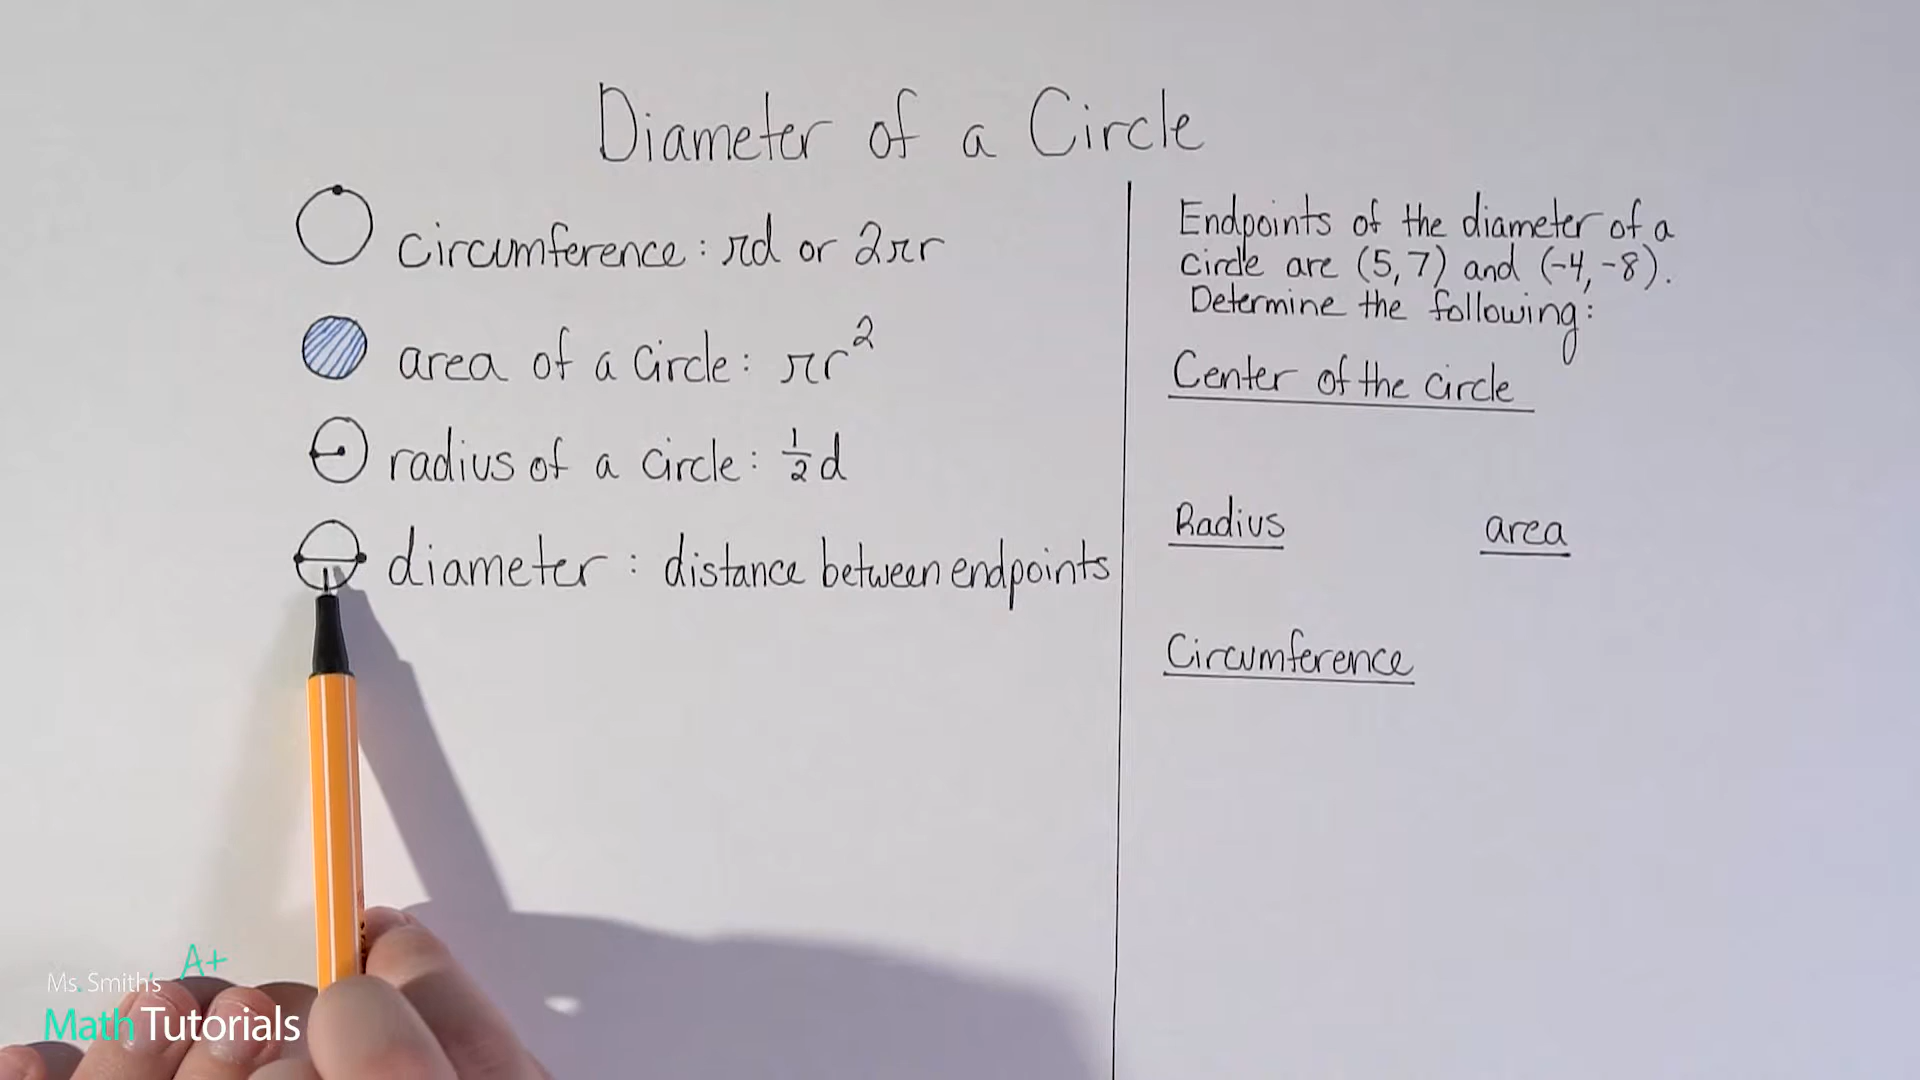 Diameter of a Circle
circumference: πd or 2πr
area of a circle: πr²
radius of a circle: ½d
diameter: distance between endpoints
Endpoints of the diameter of a
circle are (5,7) and (-4,-8).
Determine the following:
Center of the circle
Radius
area
Circumference
Ms. Smith's A+
Math Tutorials